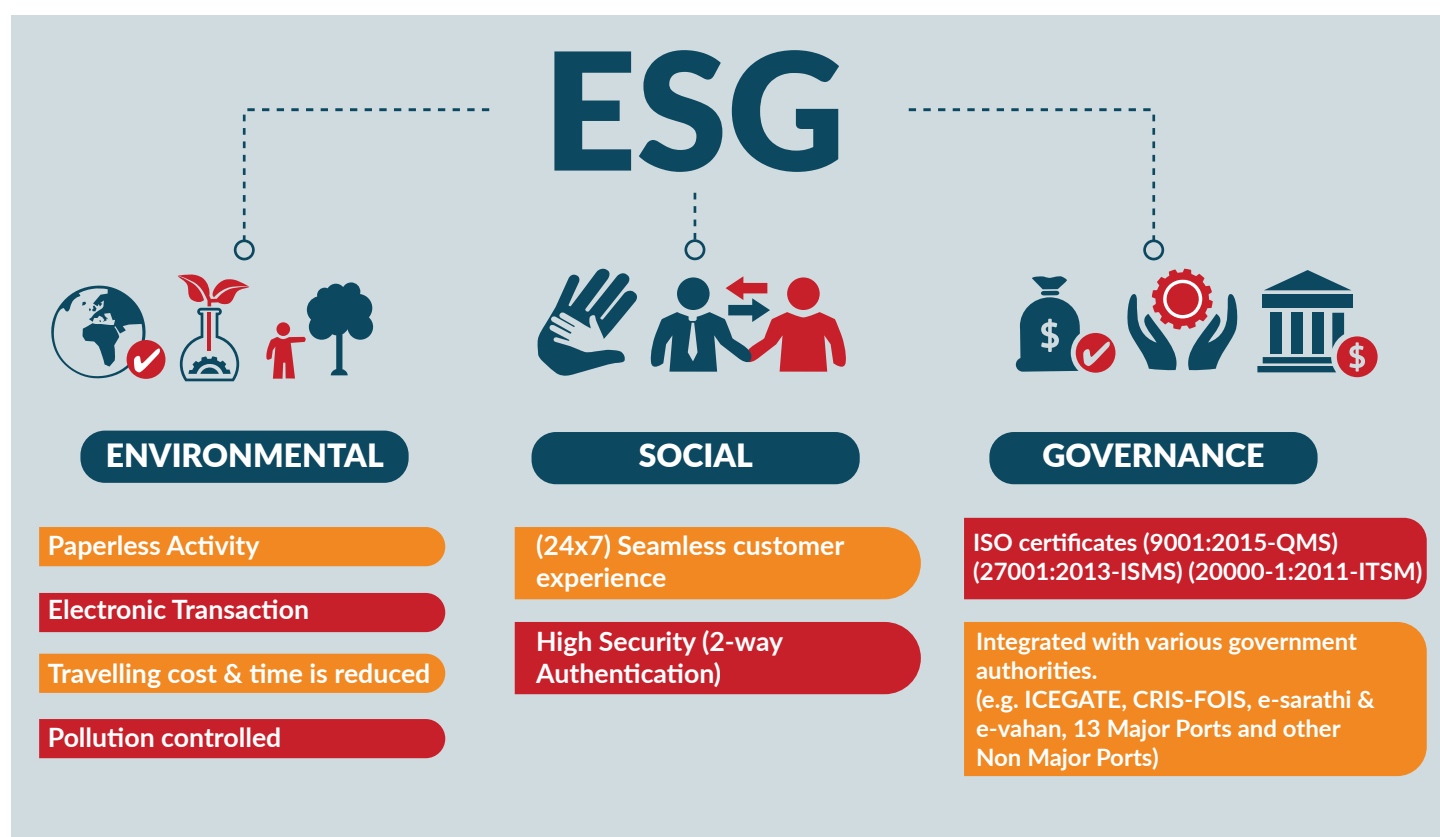 ESG
ENVIRONMENTAL
Paperless Activity
Electronic Transaction
Travelling cost & time is reduced
Pollution controlled
SOCIAL
(24x7) Seamless customer
experience
High Security (2-way
Authentication)
GOVERNANCE
ISO certificates (9001:2015-QMS)
(27001:2013-ISMS) (20000-1:2011-ITSM)
Integrated with various government
authorities.
(e.g. ICEGATE, CRIS-FOIS, e-sarathi &
e-vahan, 13 Major Ports and other
Non Major Ports)
$
$